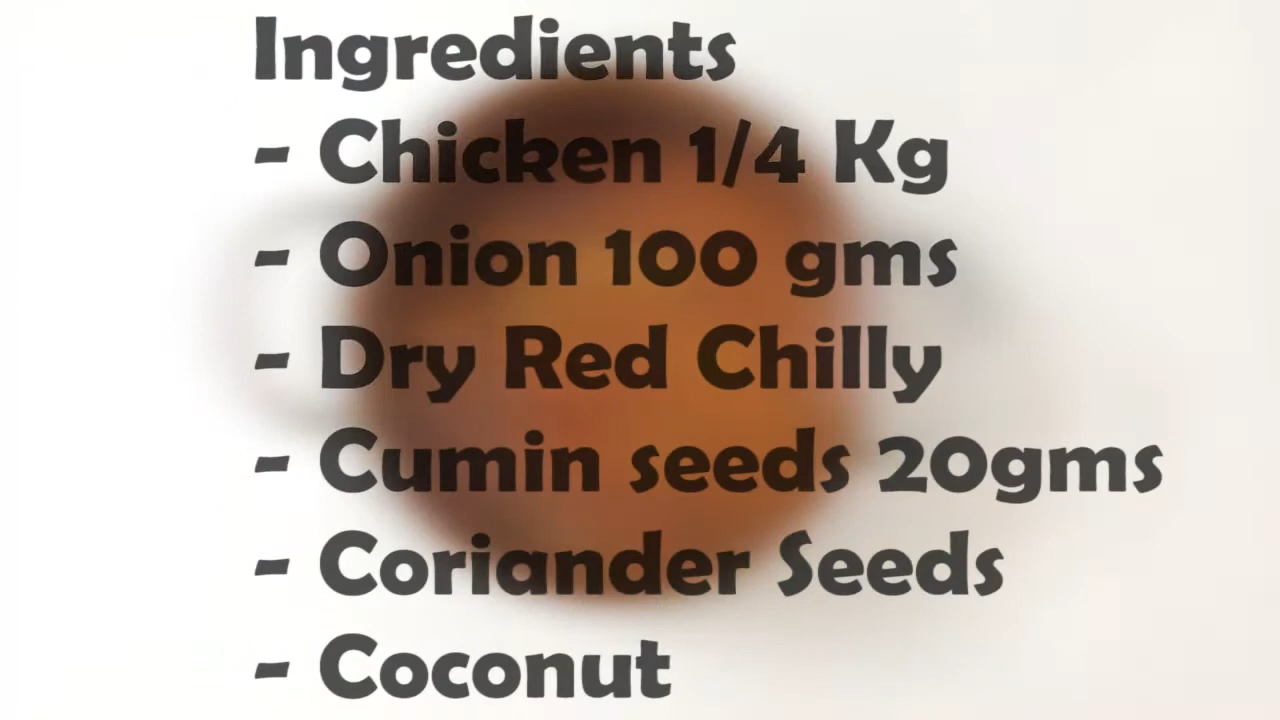 Ingredients
- Chicken 1/4 Kg
- Onion 100 gms
- Dry Red Chilly
- Cumin seeds 20gms
- Coriander Seeds
- Coconut